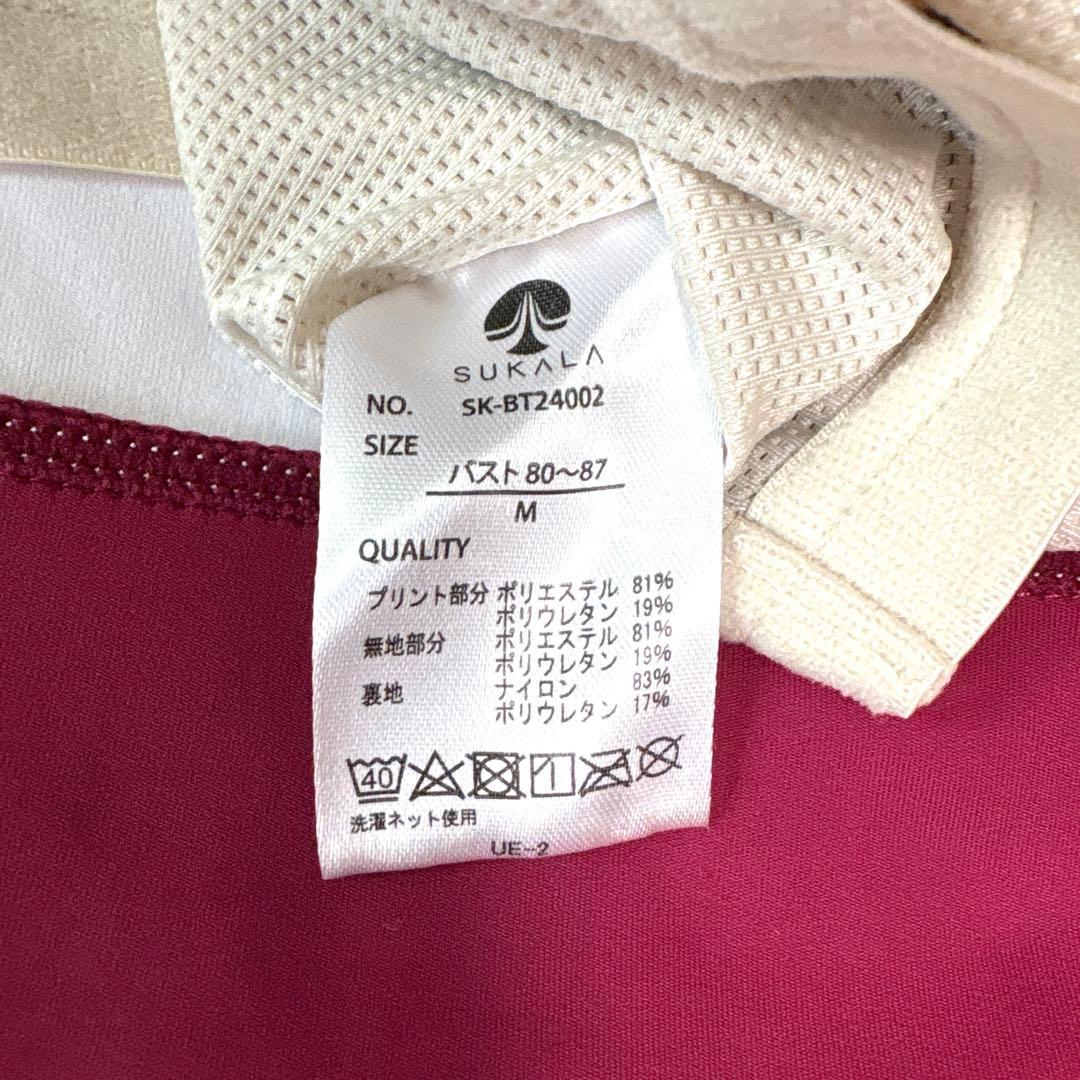 SUKALA
NO. SK-BT24002
SIZE
バスト 80～87
M
QUALITY
プリント部分 ポリエステル 81%
ポリウレタン 19%
無地部分 ポリエステル 81%
ポリウレタン 19%
裏地 ナイロン 83%
ポリウレタン 17%
40
洗濯ネット使用
UE-2